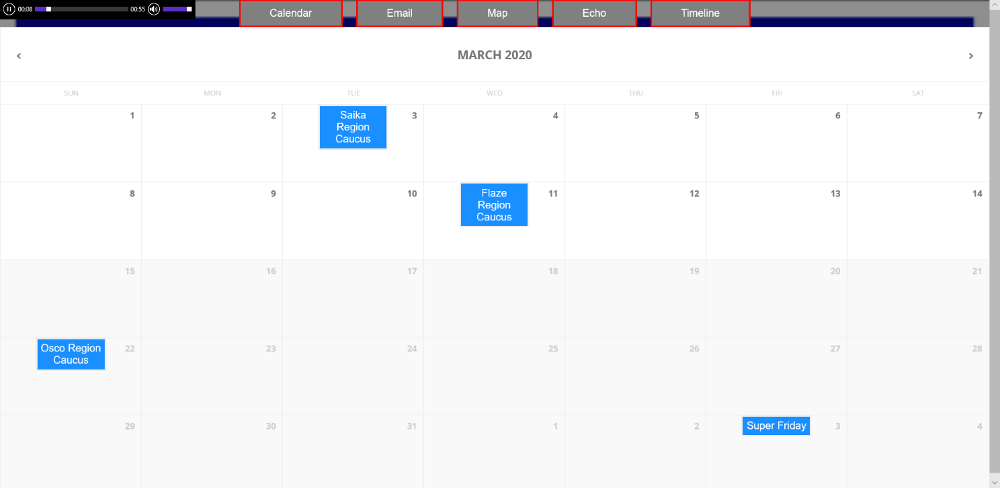 00:08 00:55 Calendar Email Map Echo Timeline
MARCH 2020
SUN MON TUE WED THU FRI SAT
1 2 Saika 3 4 5 6 7
Region
Caucus
8 9 10 Flaze 11 12 13 14
Region
Caucus
15 16 17 18 19 20 21
Osco Region 22 23 24 25 26 27 28
Caucus
29 30 31 1 2 Super Friday 3 4